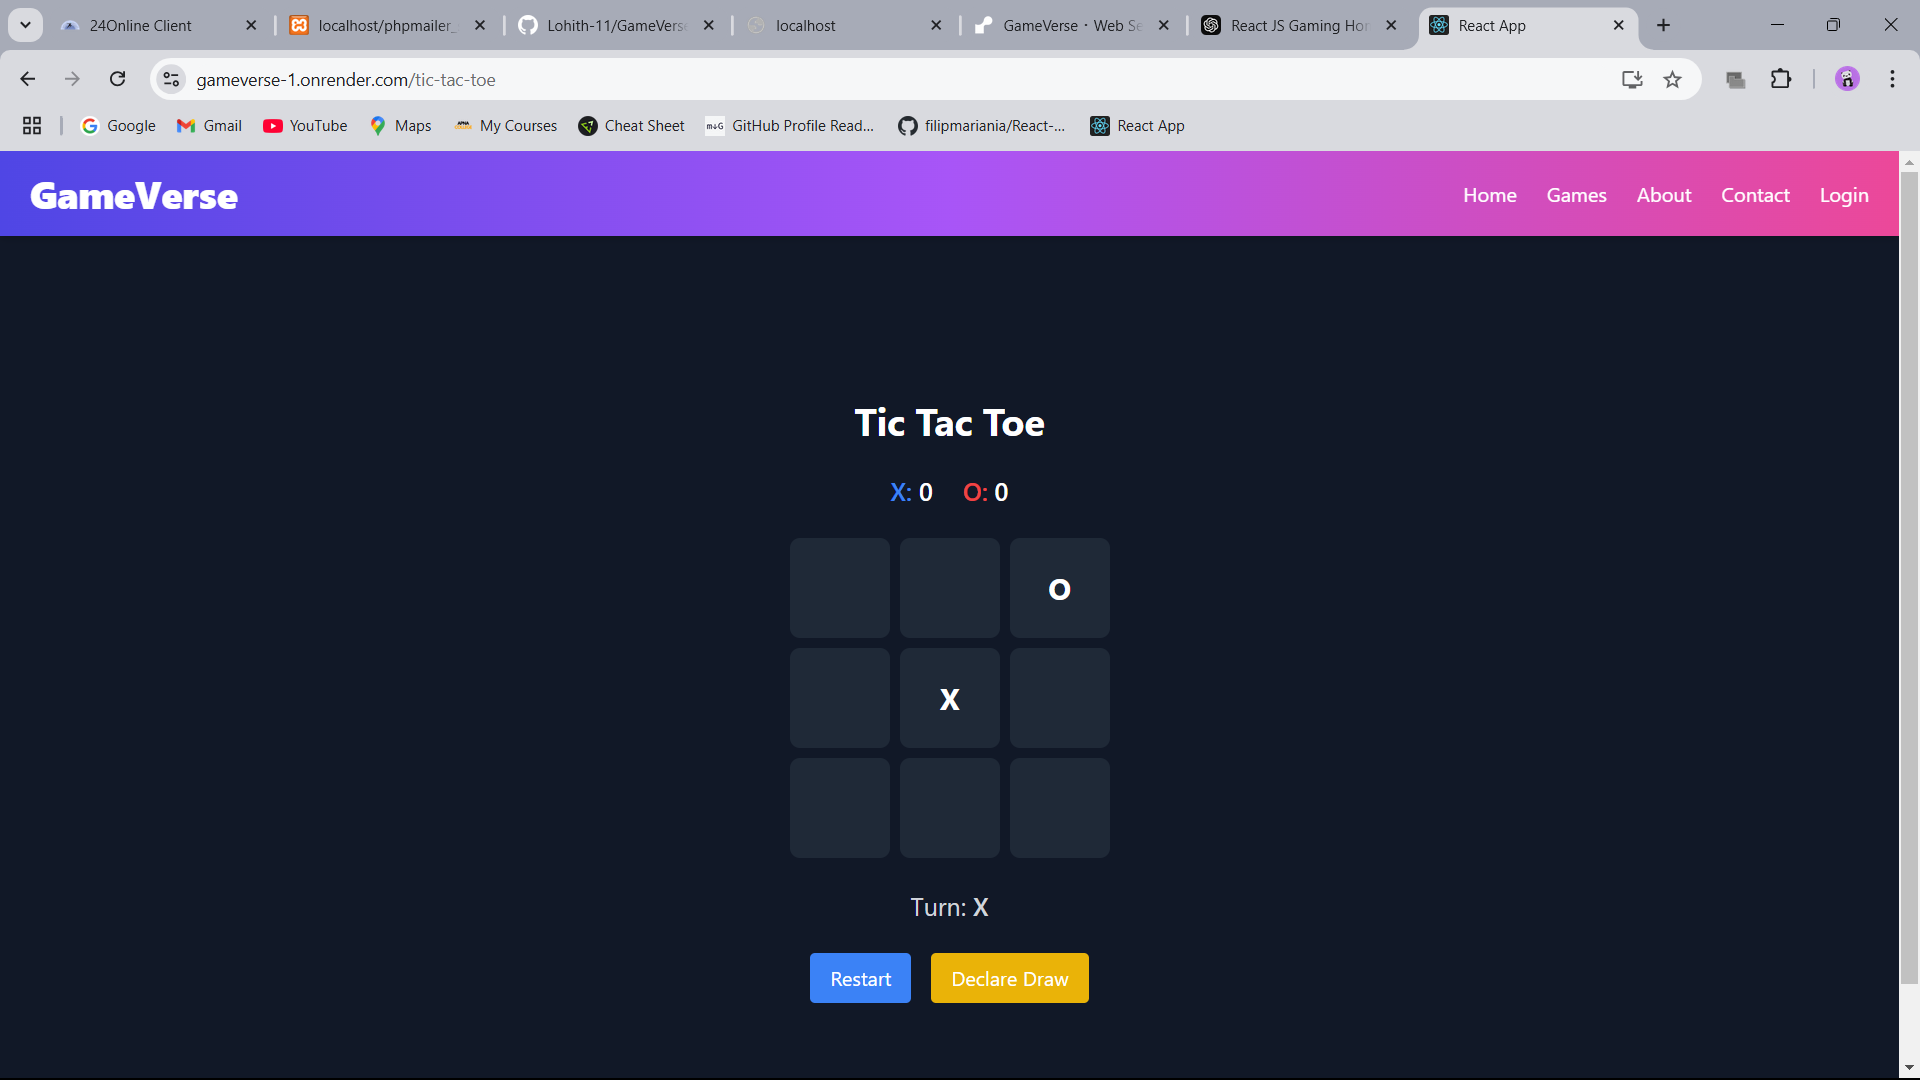 24Online Client
localhost/phpmailer_
Lohith-11/GameVerse
localhost
GameVerse · Web Se
React JS Gaming Hor
React App
gameverse-1.onrender.com/tic-tac-toe
Google
Gmail
YouTube
Maps
My Courses
Cheat Sheet
GitHub Profile Read...
filipmariania/React-...
React App
GameVerse
Home
Games
About
Contact
Login
Tic Tac Toe
X: 0 O: 0
O
X
Turn: X
Restart
Declare Draw